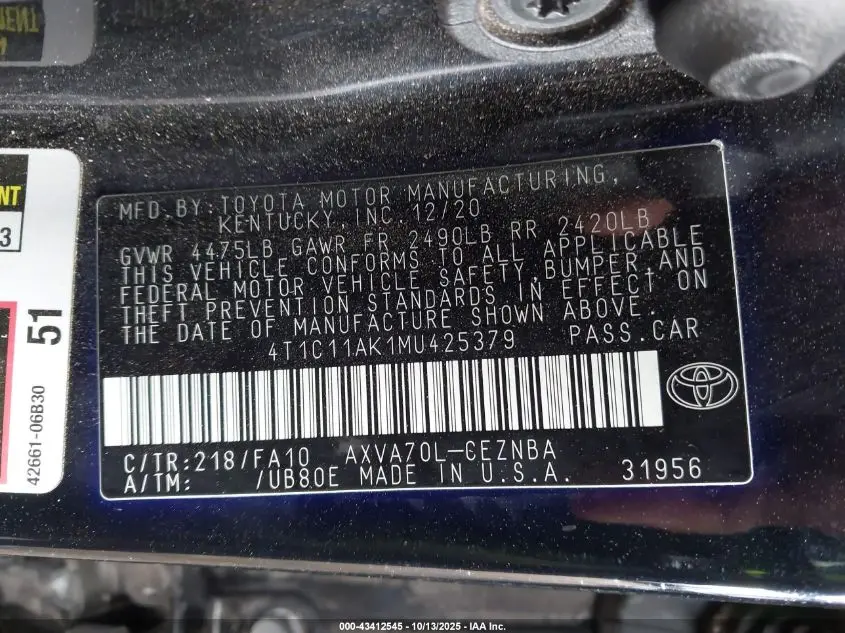 NT
3
51
42661-06B30
MFD.BY:TOYOTA MOTOR MANUFACTURING,
KENTUCKY,INC.12/20
GVWR 4475LB GAWR FR 2490LB RR 2420LB
THIS VEHICLE CONFORMS TO ALL APPLICABLE
FEDERAL MOTOR VEHICLE SAFETY,BUMPER,AND
THEFT PREVENTION STANDARDS IN EFFECT ON
THE DATE OF MANUFACTURE SHOWN ABOVE.
4T1C11AK1MU425379 PASS.CAR
C/TR:218/FA10 AXVA70L-CEZNBA
A/TM: /UB80E MADE IN U.S.A. 31956
000-43412545 - 10/13/2025 - IAA Inc.